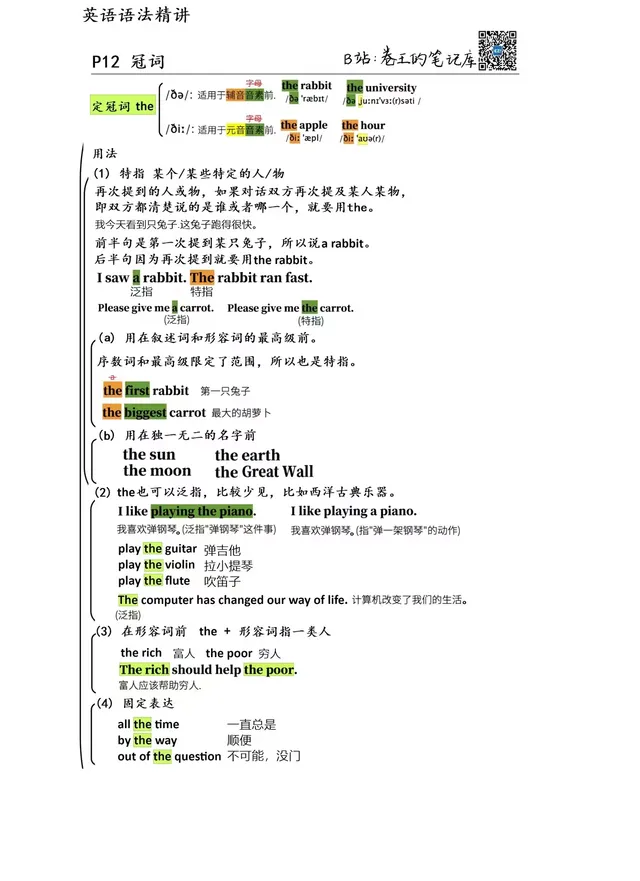 英语语法精讲
P12 冠词
B站:卷王的笔记库
字母
定冠词 the
/ðə/: 适用于辅音音素前.
the rabbit
the university
/ðə ˈræbɪt/
/ðə ˌjuːnɪˈvɜː(r)səti /
字母
/ðiː/: 适用于元音音素前.
the apple
the hour
/ðiː ˈæpl/
/ðiː ˈaʊə(r)/
用法
(1) 特指 某个/某些特定的人/物
再次提到的人或物，如果对话双方再次提及某人某物，
即双方都清楚说的是谁或者哪一个，就要用the。
我今天看到只兔子.这兔子跑得很快。
前半句是第一次提到某只兔子，所以说a rabbit。
后半句因为再次提到就要用the rabbit。
I saw a rabbit. The rabbit ran fast.
泛指 特指
Please give me a carrot. Please give me the carrot.
(泛指) (特指)
(a) 用在叙述词和形容词的最高级前。
序数词和最高级限定了范围，所以也是特指。
the first rabbit 第一只兔子
the biggest carrot 最大的胡萝卜
(b) 用在独一无二的名字前
the sun the earth
the moon the Great Wall
(2) the也可以泛指，比较少见，比如西洋古典乐器。
I like playing the piano. I like playing a piano.
我喜欢弹钢琴。(泛指"弹钢琴"这件事) 我喜欢弹钢琴。(指"弹一架钢琴"的动作)
play the guitar 弹吉他
play the violin 拉小提琴
play the flute 吹笛子
The computer has changed our way of life. 计算机改变了我们的生活。
(泛指)
(3) 在形容词前 the + 形容词指一类人
the rich 富人 the poor 穷人
The rich should help the poor.
富人应该帮助穷人.
(4) 固定表达
all the time 一直总是
by the way 顺便
out of the question 不可能，没门